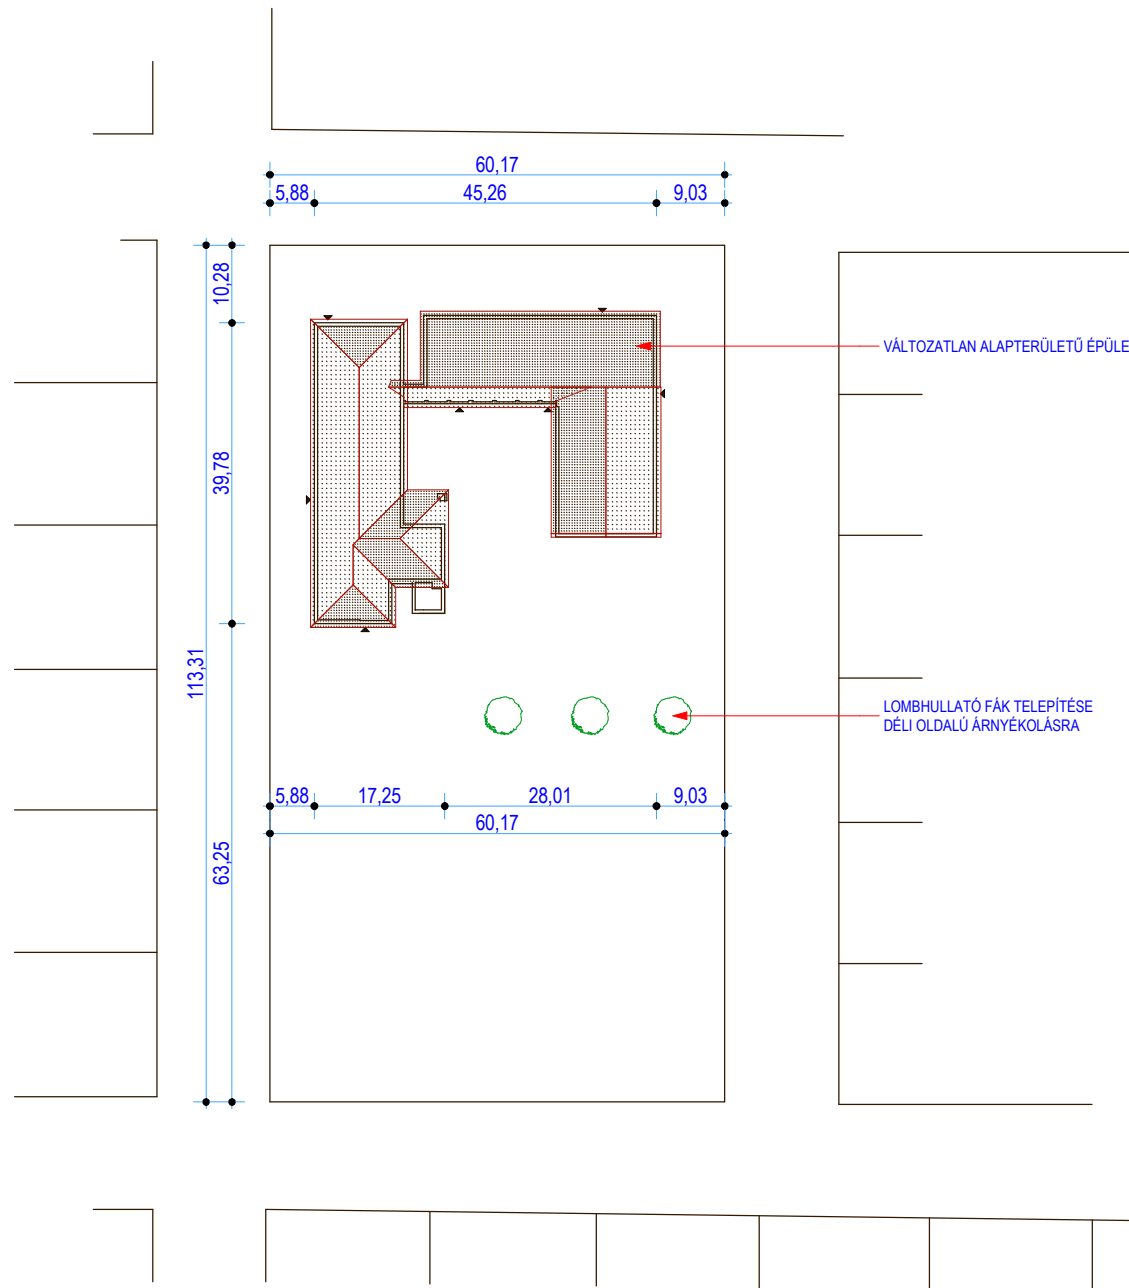 60,17
5,88 45,26 9,03
10,28
VÁLTOZATLAN ALAPTERÜLETŰ ÉPÜLE
39,78
113,31
LOMBHULLATÓ FÁK TELEPÍTÉSE
DÉLI OLDALÚ ÁRNYÉKOLÁSRA
5,88 17,25 28,01 9,03
60,17
63,25